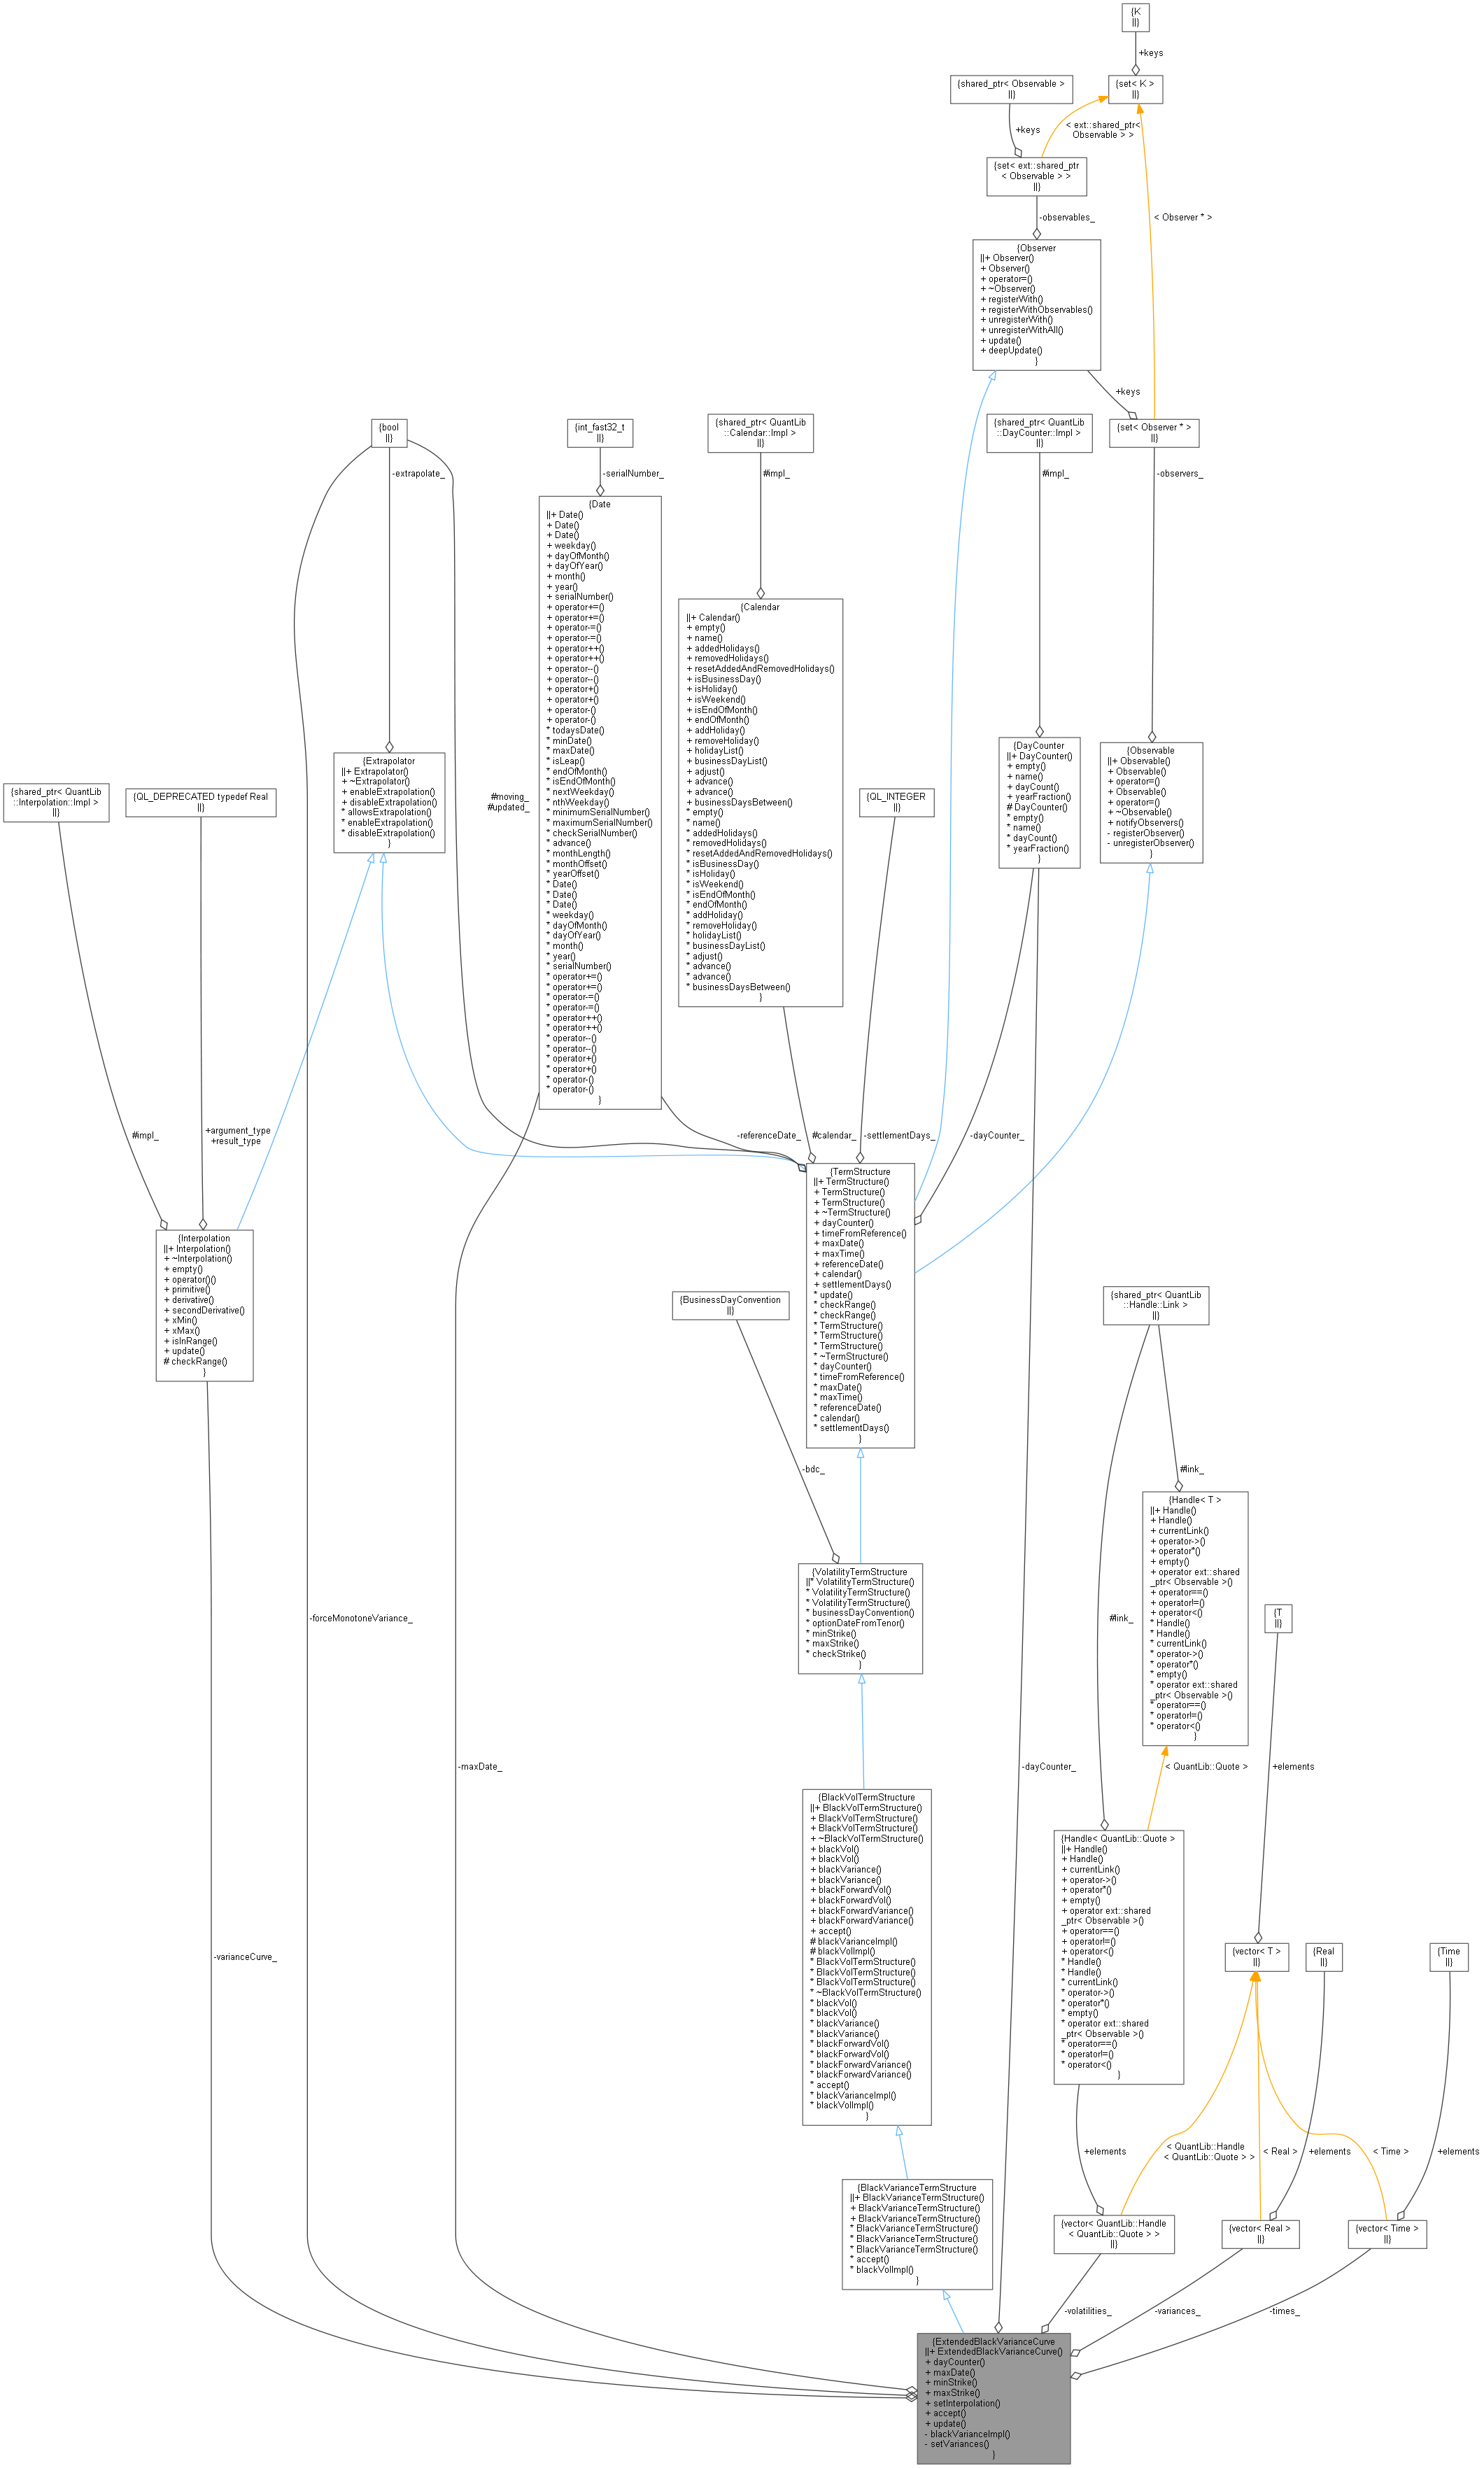 {K
||}
+keys
{shared_ptr< Observable >
||}
{set< K >
||}
+keys
< ext::shared_ptr<
Observable > >
{set< ext::shared_ptr
< Observable > >
||}
-observables_
< Observer * >
{Observer
||+ Observer()
+ Observer()
+ operator=()
+ ~Observer()
+ registerWith()
+ registerWithObservables()
+ unregisterWith()
+ unregisterWithAll()
+ update()
+ deepUpdate()
}
+keys
{bool
||}
{int_fast32_t
||}
{shared_ptr< QuantLib
::Calendar::Impl >
||}
{shared_ptr< QuantLib
::DayCounter::Impl >
||}
{set< Observer * >
||}
-extrapolate_
-serialNumber_
#impl_
#impl_
-observers_
{Date
||+ Date()
+ Date()
+ Date()
+ weekday()
+ dayOfMonth()
+ dayOfYear()
+ month()
+ year()
+ serialNumber()
+ operator+=()
+ operator+=()
+ operator-=()
+ operator-=()
+ operator++()
+ operator++()
+ operator--()
+ operator--()
+ operator+()
+ operator+()
+ operator-()
+ operator-()
* todaysDate()
* minDate()
* maxDate()
* isLeap()
* endOfMonth()
* isEndOfMonth()
* nextWeekday()
* nthWeekday()
* minimumSerialNumber()
* maximumSerialNumber()
* checkSerialNumber()
* advance()
* monthLength()
* monthOffset()
* yearOffset()
* Date()
* Date()
* Date()
* weekday()
* dayOfMonth()
* dayOfYear()
* month()
* year()
* serialNumber()
* operator+=()
* operator+=()
* operator-=()
* operator-=()
* operator++()
* operator++()
* operator--()
* operator--()
* operator+()
* operator+()
* operator-()
* operator-()
}
{Calendar
||+ Calendar()
+ empty()
+ name()
+ addedHolidays()
+ removedHolidays()
+ resetAddedAndRemovedHolidays()
+ isBusinessDay()
+ isHoliday()
+ isWeekend()
+ isEndOfMonth()
+ endOfMonth()
+ addHoliday()
+ removeHoliday()
+ holidayList()
+ businessDayList()
+ adjust()
+ advance()
+ advance()
+ businessDaysBetween()
* empty()
* name()
* addedHolidays()
* removedHolidays()
* resetAddedAndRemovedHolidays()
* isBusinessDay()
* isHoliday()
* isWeekend()
* isEndOfMonth()
* endOfMonth()
* addHoliday()
* removeHoliday()
* holidayList()
* businessDayList()
* adjust()
* advance()
* advance()
* businessDaysBetween()
}
{DayCounter
||+ DayCounter()
+ empty()
+ name()
+ dayCount()
+ yearFraction()
# DayCounter()
* empty()
* name()
* dayCount()
* yearFraction()
}
{Observable
||+ Observable()
+ Observable()
+ operator=()
+ Observable()
+ operator=()
+ ~Observable()
+ notifyObservers()
- registerObserver()
- unregisterObserver()
}
{Extrapolator
||+ Extrapolator()
+ ~Extrapolator()
+ enableExtrapolation()
+ disableExtrapolation()
* allowsExtrapolation()
* enableExtrapolation()
* disableExtrapolation()
}
{shared_ptr< QuantLib
::Interpolation::Impl >
||}
{QL_DEPRECATED typedef Real
||}
{QL_INTEGER
||}
#moving_
#updated_
#impl_
+argument_type
+result_type
-referenceDate_
#calendar_
-settlementDays_
-dayCounter_
{TermStructure
||+ TermStructure()
+ TermStructure()
+ TermStructure()
+ ~TermStructure()
+ dayCounter()
+ timeFromReference()
+ maxDate()
+ maxTime()
+ referenceDate()
+ calendar()
+ settlementDays()
* update()
* checkRange()
* checkRange()
* TermStructure()
* TermStructure()
* TermStructure()
* ~TermStructure()
* dayCounter()
* timeFromReference()
* maxDate()
* maxTime()
* referenceDate()
* calendar()
* settlementDays()
}
{Interpolation
||+ Interpolation()
+ ~Interpolation()
+ empty()
+ operator()()
+ primitive()
+ derivative()
+ secondDerivative()
+ xMin()
+ xMax()
+ isInRange()
+ update()
# checkRange()
}
{BusinessDayConvention
||}
{shared_ptr< QuantLib
::Handle::Link >
||}
-bdc_
#link_
{Handle< T >
||+ Handle()
+ Handle()
+ currentLink()
+ operator->()
+ operator*()
+ empty()
+ operator ext::shared
_ptr< Observable >()
+ operator==()
+ operator!=()
+ operator<()
* Handle()
* Handle()
* currentLink()
* operator->()
* operator*()
* empty()
* operator ext::shared
_ptr< Observable >()
* operator==()
* operator!=()
* operator<()
}
{VolatilityTermStructure
||* VolatilityTermStructure()
* VolatilityTermStructure()
* VolatilityTermStructure()
* businessDayConvention()
* optionDateFromTenor()
* minStrike()
* maxStrike()
* checkStrike()
}
-forceMonotoneVariance_
#link_
{T
||}
-maxDate_
-dayCounter_
< QuantLib::Quote >
+elements
{BlackVolTermStructure
||+ BlackVolTermStructure()
+ BlackVolTermStructure()
+ BlackVolTermStructure()
+ ~BlackVolTermStructure()
+ blackVol()
+ blackVol()
+ blackVariance()
+ blackVariance()
+ blackForwardVol()
+ blackForwardVol()
+ blackForwardVariance()
+ blackForwardVariance()
+ accept()
# blackVarianceImpl()
# blackVolImpl()
* BlackVolTermStructure()
* BlackVolTermStructure()
* BlackVolTermStructure()
* ~BlackVolTermStructure()
* blackVol()
* blackVol()
* blackVariance()
* blackVariance()
* blackForwardVol()
* blackForwardVol()
* blackForwardVariance()
* blackForwardVariance()
* accept()
* blackVarianceImpl()
* blackVolImpl()
}
{Handle< QuantLib::Quote >
||+ Handle()
+ Handle()
+ currentLink()
+ operator->()
+ operator*()
+ empty()
+ operator ext::shared
_ptr< Observable >()
+ operator==()
+ operator!=()
+ operator<()
* Handle()
* Handle()
* currentLink()
* operator->()
* operator*()
* empty()
* operator ext::shared
_ptr< Observable >()
* operator==()
* operator!=()
* operator<()
}
-varianceCurve_
{vector< T >
||}
{Real
||}
{Time
||}
+elements
< QuantLib::Handle
< QuantLib::Quote > >
< Real >
+elements
< Time >
+elements
{BlackVarianceTermStructure
||+ BlackVarianceTermStructure()
+ BlackVarianceTermStructure()
+ BlackVarianceTermStructure()
* BlackVarianceTermStructure()
* BlackVarianceTermStructure()
* BlackVarianceTermStructure()
* accept()
* blackVolImpl()
}
{vector< QuantLib::Handle
< QuantLib::Quote > >
||}
{vector< Real >
||}
{vector< Time >
||}
-volatilities_
-variances_
-times_
{ExtendedBlackVarianceCurve
||+ ExtendedBlackVarianceCurve()
+ dayCounter()
+ maxDate()
+ minStrike()
+ maxStrike()
+ setInterpolation()
+ accept()
+ update()
- blackVarianceImpl()
- setVariances()
}